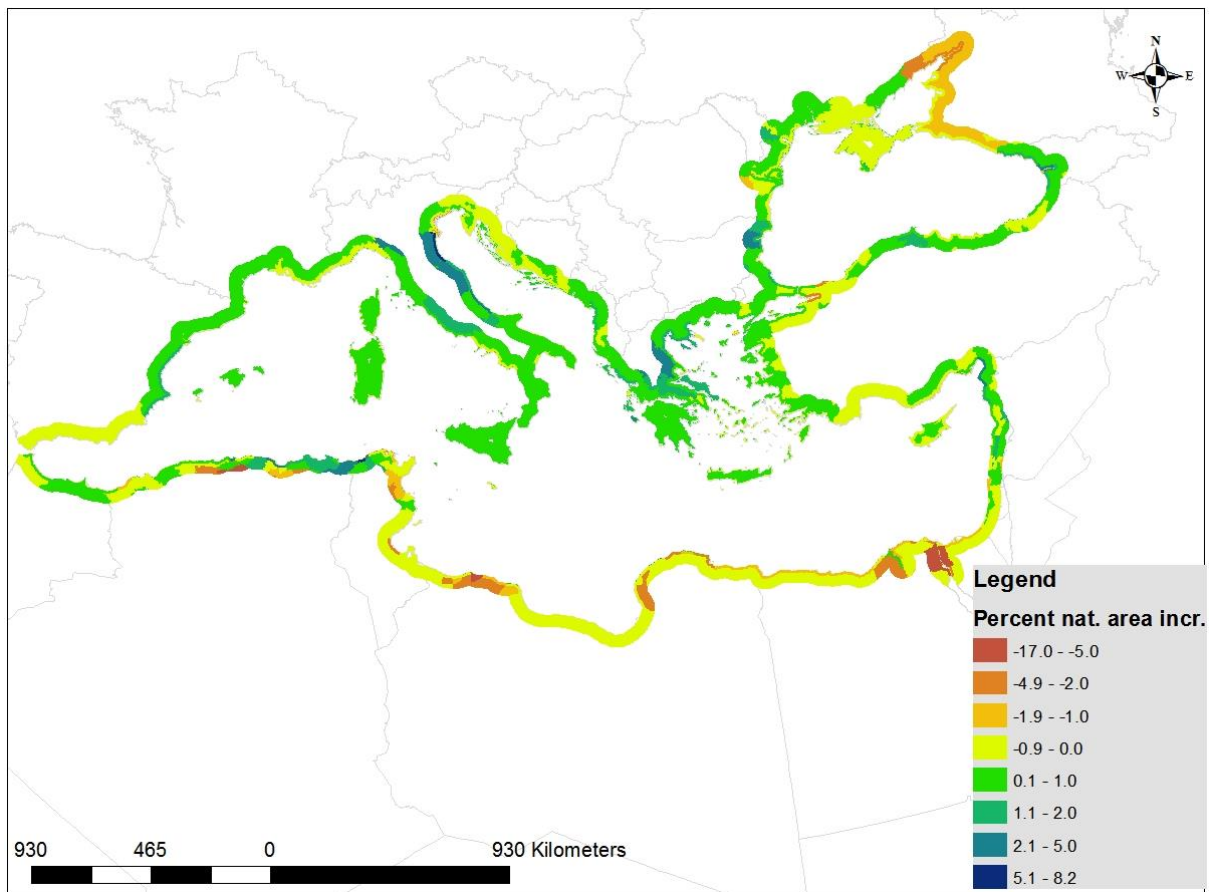 N
W E
S
Legend
Percent nat. area incr.
-17.0 - -5.0
-4.9 - -2.0
-1.9 - -1.0
-0.9 - 0.0
0.1 - 1.0
1.1 - 2.0
2.1 - 5.0
5.1 - 8.2
930 465 0 930 Kilometers